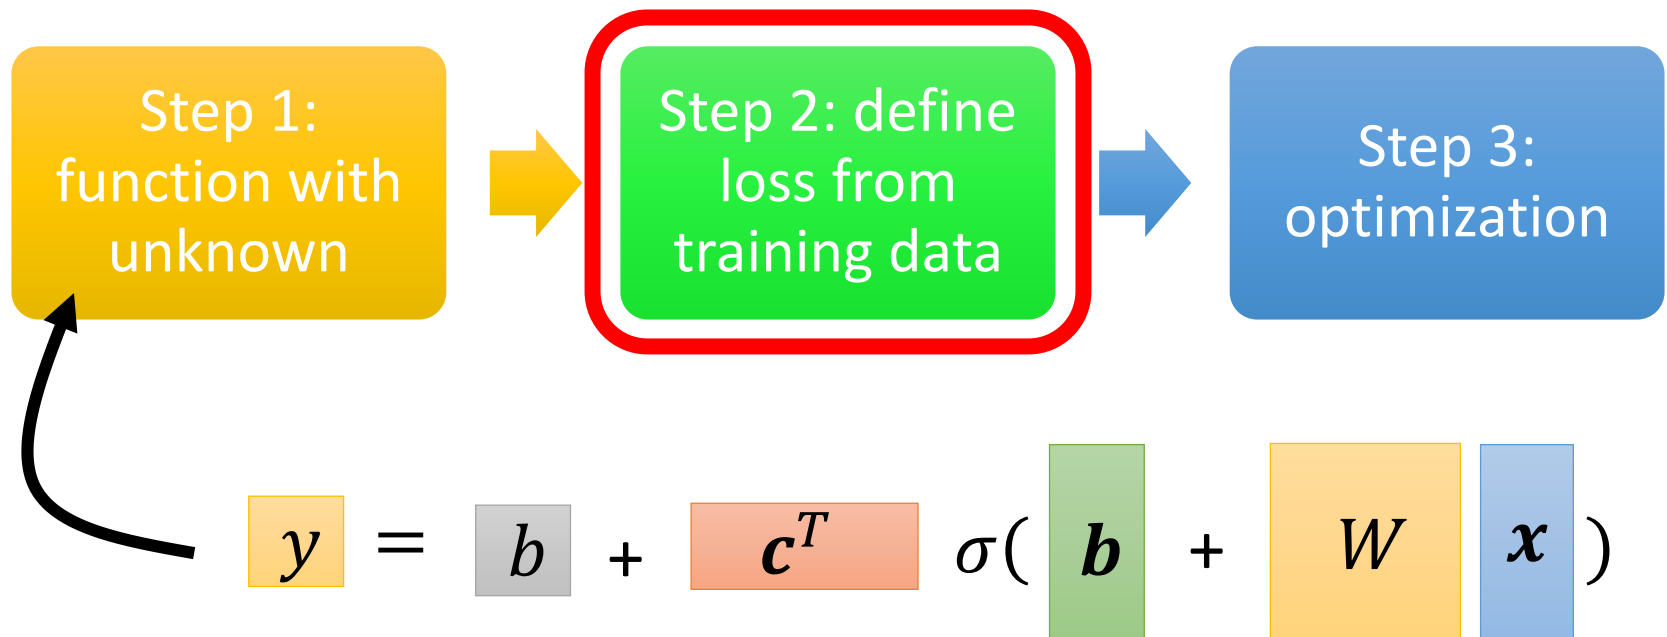 Step 1:
function with
unknown
Step 2: define
loss from
training data
Step 3:
optimization
y = b + c^T σ( b + W x )